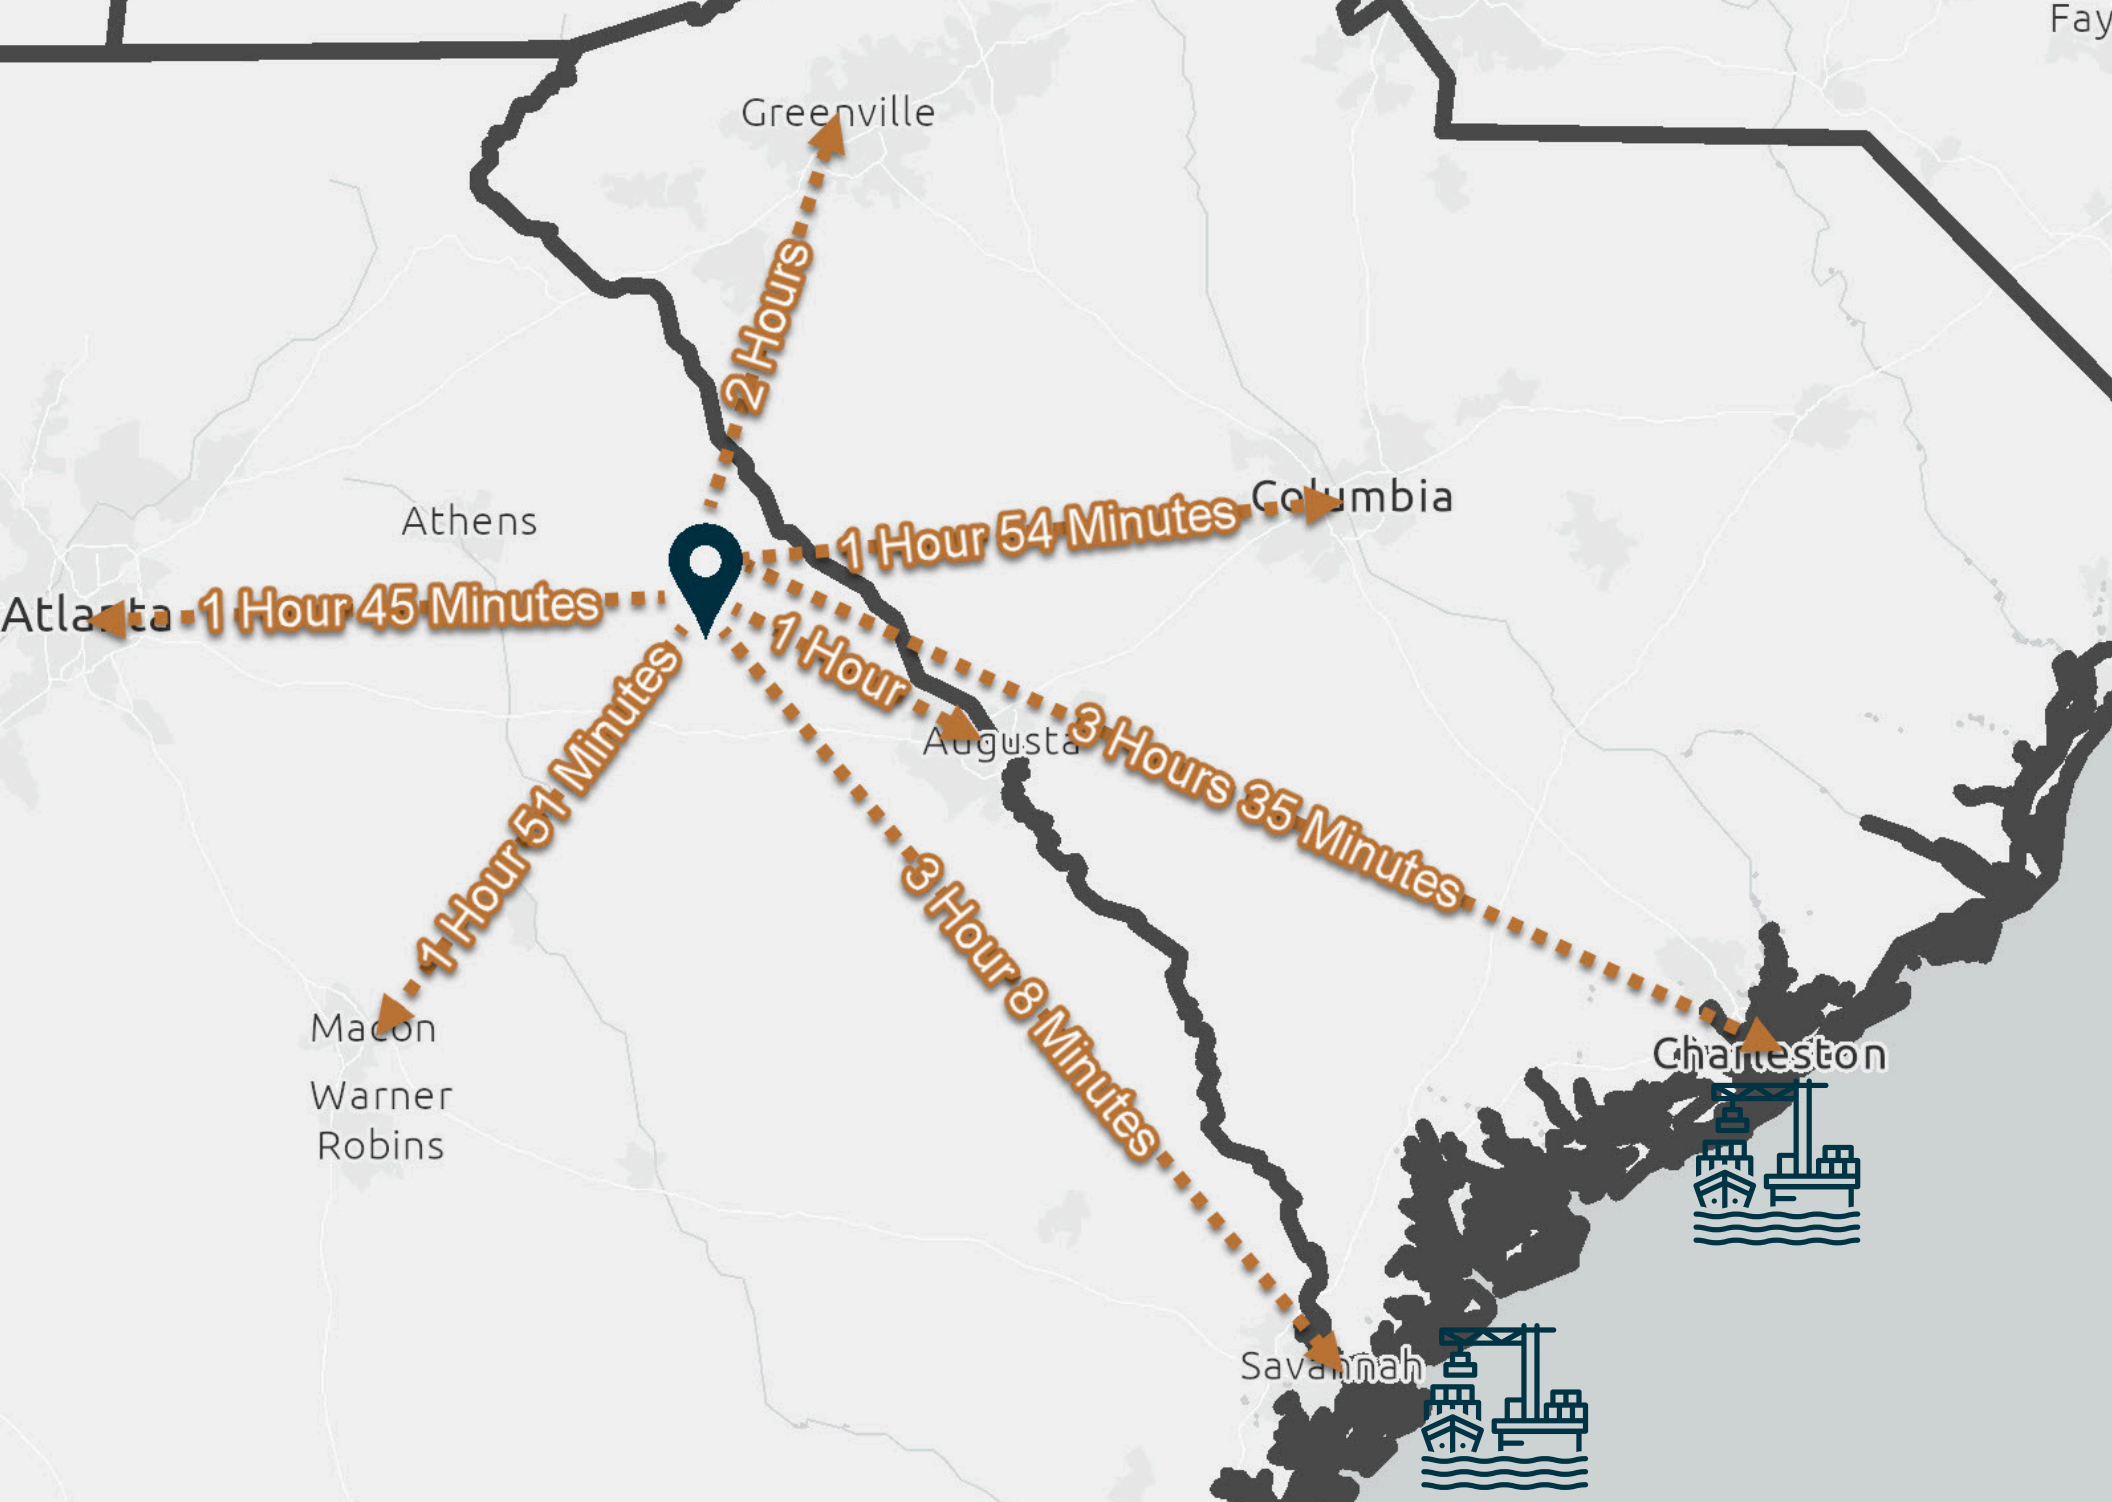 Fay
Greenville
2 Hours
Columbia
1 Hour 54 Minutes
Athens
Atlanta
1 Hour 45 Minutes
1 Hour
Augusta
3 Hours 35 Minutes
1 Hour 51 Minutes
3 Hour 8 Minutes
Macon
Warner
Robins
Charleston
Savannah